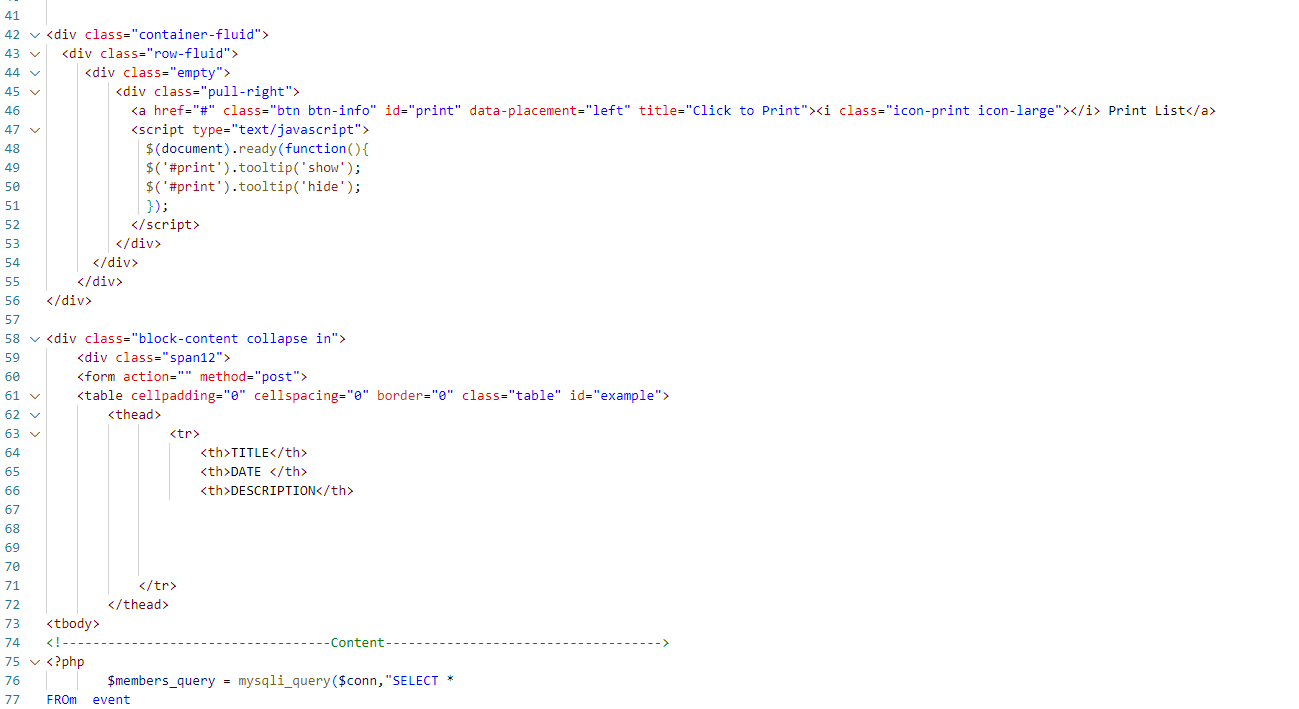 41
42 <div class="container-fluid">
43 <div class="row-fluid">
44 <div class="empty">
45 <div class="pull-right">
46 <a href="#" class="btn btn-info" id="print" data-placement="left" title="Click to Print"><i class="icon-print icon-large"></i> Print List</a>
47 <script type="text/javascript">
48 $(document).ready(function(){
49 $('#print').tooltip('show');
50 $('#print').tooltip('hide');
51 });
52 </script>
53 </div>
54 </div>
55 </div>
56 </div>
57
58 <div class="block-content collapse in">
59 <div class="span12">
60 <form action="" method="post">
61 <table cellpadding="0" cellspacing="0" border="0" class="table" id="example">
62 <thead>
63 <tr>
64 <th>TITLE</th>
65 <th>DATE </th>
66 <th>DESCRIPTION</th>
67
68
69
70
71 </tr>
72 </thead>
73 <tbody>
74 <!-----------------------------------Content------------------------------------>
75 <?php
76 $members_query = mysqli_query($conn,"SELECT *
77 FROm event